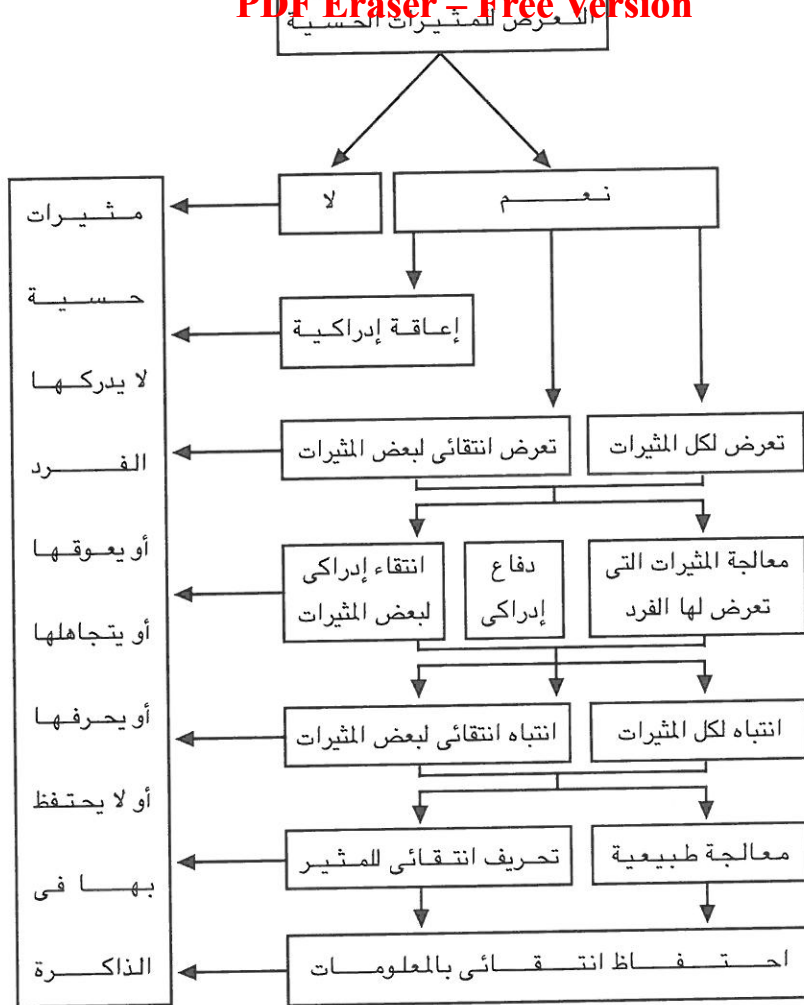 PDF Eraser – Free Version
التعرض للمثيرات الحسية
نعم
لا
إعاقة إدراكية
تعرض لكل المثيرات
تعرض انتقائى لبعض المثيرات
معالجة المثيرات التى
تعرض لها الفرد
دفاع
إدراكى
انتقاء إدراكى
لبعض المثيرات
انتباه لكل المثيرات
انتباه انتقائى لبعض المثيرات
معالجة طبيعية
تحريف انتقائى للمثير
احتفاظ انتقائى بالمعلومات
مثيرات
حسية
لا يدركها
الفرد
أو يعوقها
أو يتجاهلها
أو يحرفها
أو لا يحتفظ
بها فى
الذاكرة